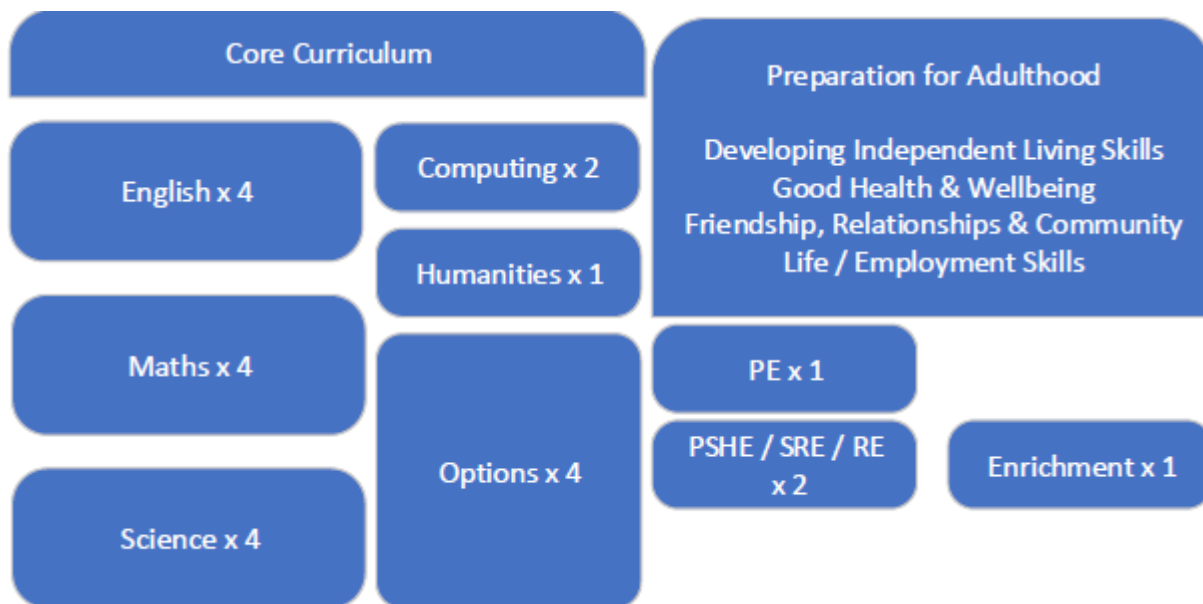 Core Curriculum
English x 4
Maths x 4
Science x 4
Computing x 2
Humanities x 1
Options x 4
Preparation for Adulthood
Developing Independent Living Skills
Good Health & Wellbeing
Friendship, Relationships & Community
Life / Employment Skills
PE x 1
PSHE / SRE / RE
x 2
Enrichment x 1